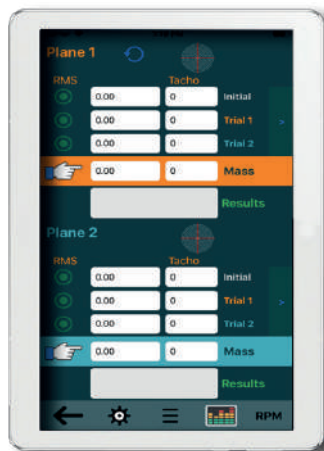 Plane 1
RMS Tacho
0.00 0 Initial
0.00 0 Trial 1 >
0.00 0 Trial 2
0.00 0 Mass
Results
Plane 2
RMS Tacho
0.00 0 Initial
0.00 0 Trial 1 >
0.00 0 Trial 2
0.00 0 Mass
Results
RPM